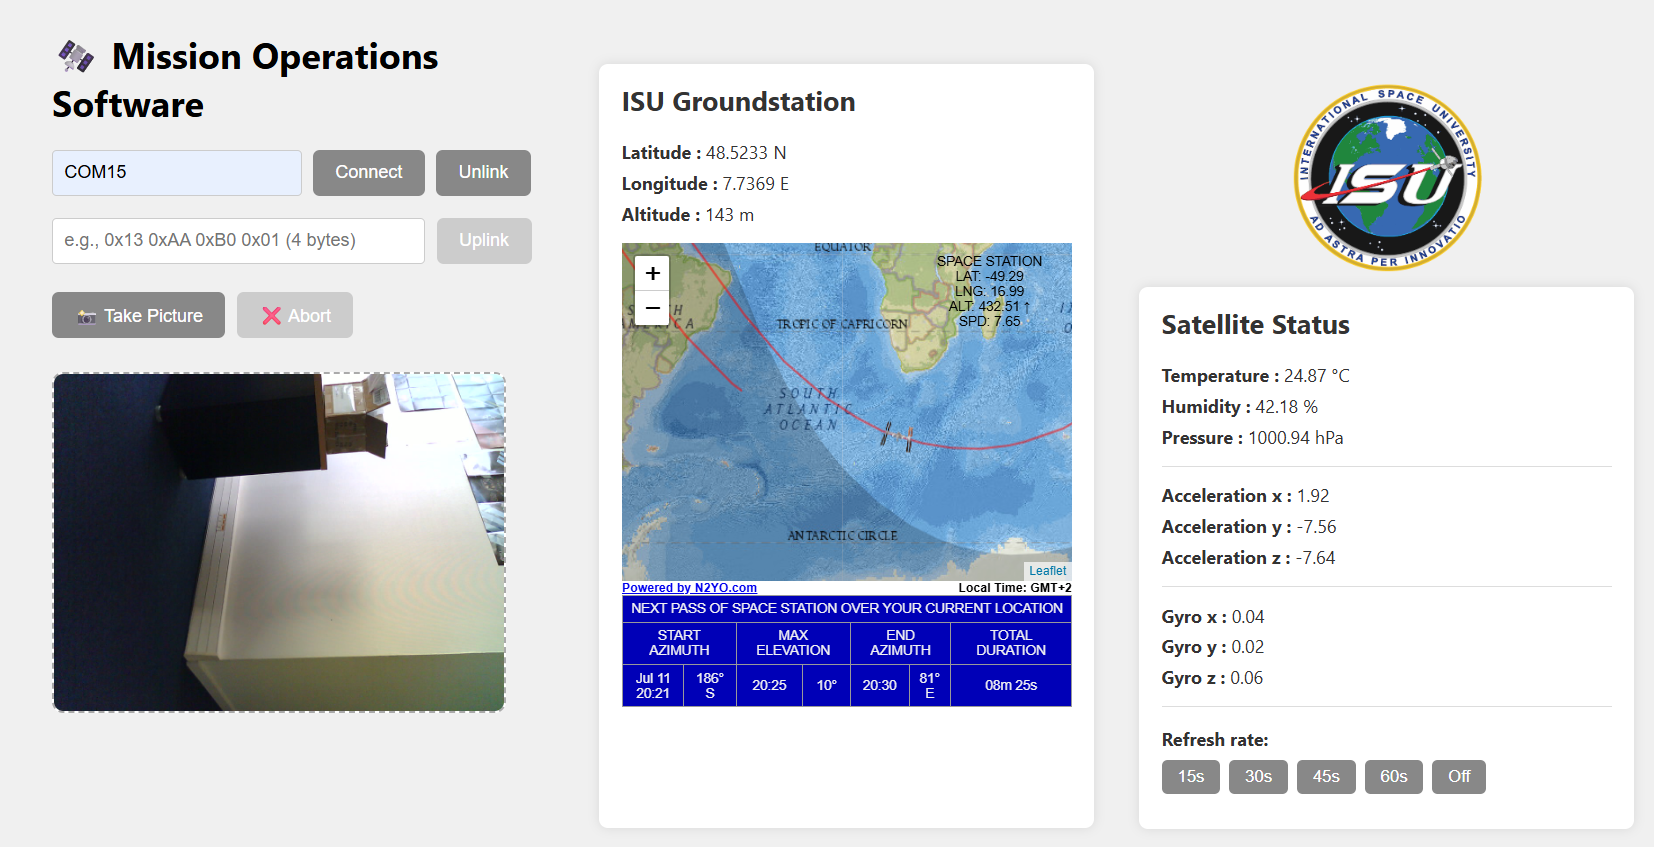 Mission Operations
Software
COM15
Connect
Unlink
e.g., 0x13 0xAA 0xB0 0x01 (4 bytes)
Uplink
Take Picture
Abort
ISU Groundstation
Latitude : 48.5233 N
Longitude : 7.7369 E
Altitude : 143 m
+
−
EQUATOR
SPACE STATION
LAT: -49.29
LNG: 16.99
ALT: 432.51 ↑
SPD: 7.65
TROPIC OF CAPRICORN
SOUTH
ATLANTIC
OCEAN
ANTARCTIC CIRCLE
Leaflet
Powered by N2YO.com
Local Time: GMT+2
NEXT PASS OF SPACE STATION OVER YOUR CURRENT LOCATION
START
AZIMUTH
MAX
ELEVATION
END
AZIMUTH
TOTAL
DURATION
Jul 11
20:21
186°
S
20:25
10°
20:30
81°
E
08m 25s
INTERNATIONAL SPACE UNIVERSITY
ISU
AD ASTRA PER INNOVATIO
Satellite Status
Temperature : 24.87 °C
Humidity : 42.18 %
Pressure : 1000.94 hPa
Acceleration x : 1.92
Acceleration y : -7.56
Acceleration z : -7.64
Gyro x : 0.04
Gyro y : 0.02
Gyro z : 0.06
Refresh rate:
15s
30s
45s
60s
Off